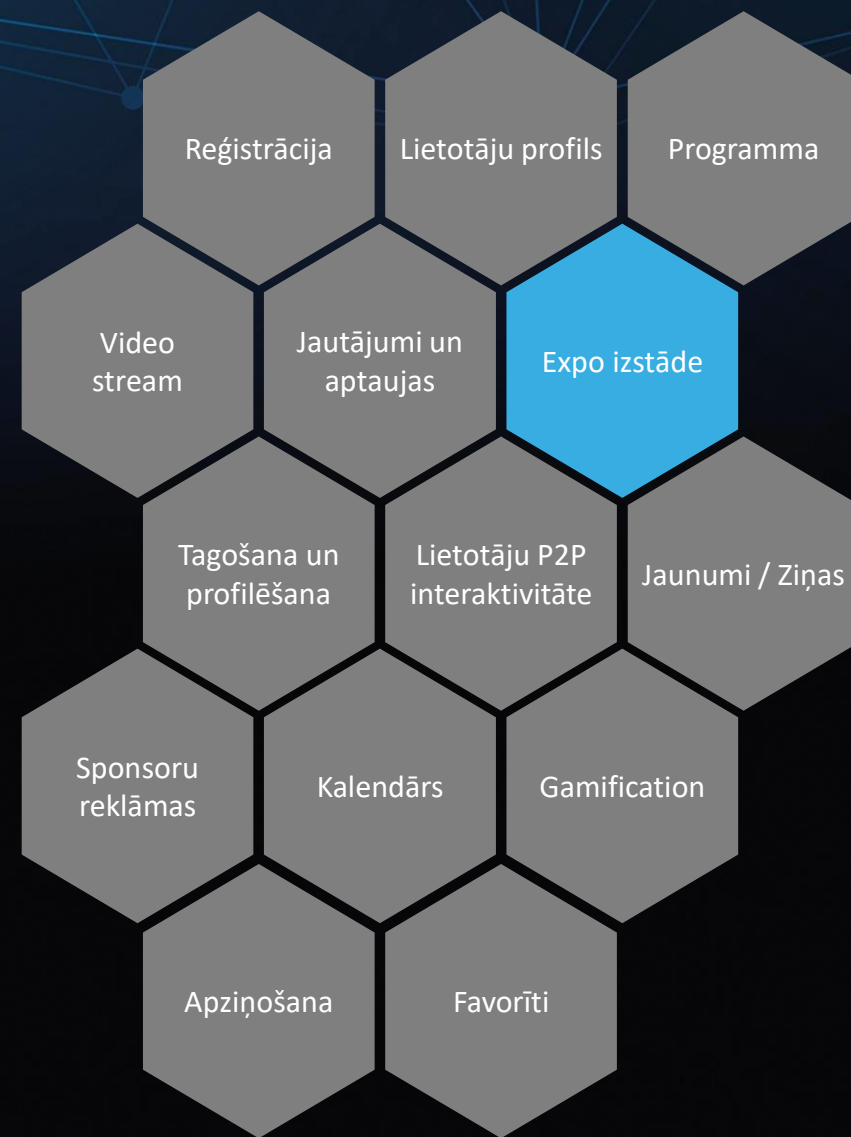 Reģistrācija
Lietotāju profils
Programma
Video
stream
Jautājumi un
aptaujas
Expo izstāde
Tagošana un
profilēšana
Lietotāju P2P
interaktivitāte
Jaunumi / Ziņas
Sponsoru
reklāmas
Kalendārs
Gamification
Apziņošana
Favorīti